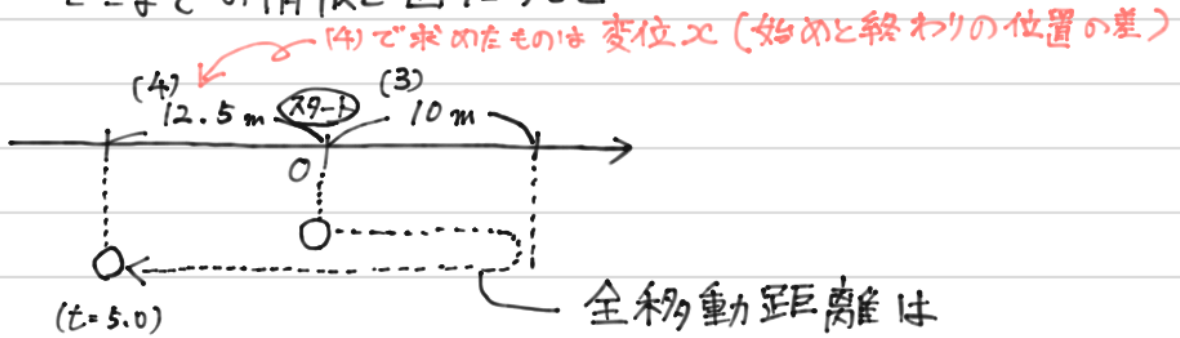 (4)で求めたものは 変位x(始めと終わりの位置の差)
(4)
(3)
12.5m
スタート
10m
0
(t=5.0)
全移動距離は